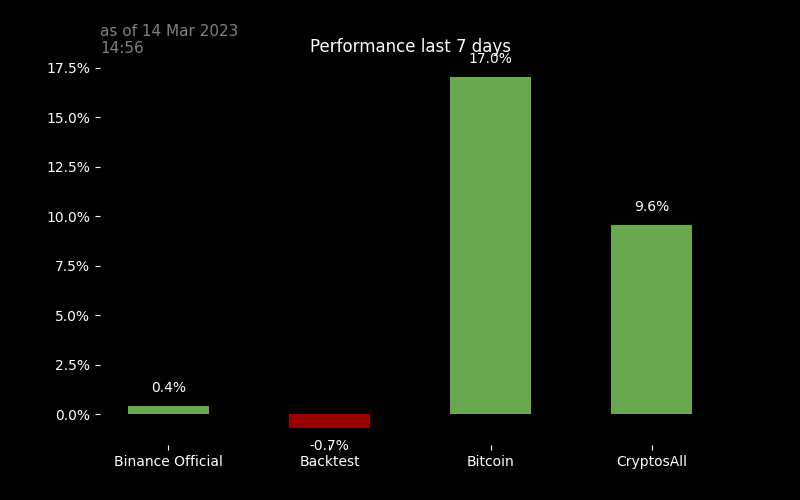 as of 14 Mar 2023
14:56
Performance last 7 days
17.5%
15.0%
12.5%
10.0%
7.5%
5.0%
2.5%
0.0%
0.4%
-0.7%
17.0%
9.6%
Binance Official
Backtest
Bitcoin
CryptosAll